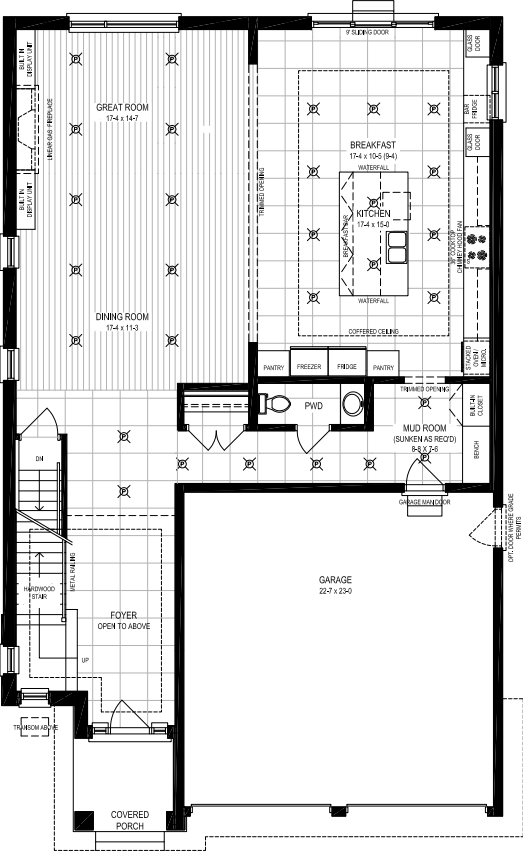 9' SLIDING DOOR
GLASS
DOOR
BUILT IN
DISPLAY UNIT
GREAT ROOM
17-4 x 14-7
LINEAR GAS FIREPLACE
BUILT IN
DISPLAY UNIT
BAR
FRIDGE
GLASS
DOOR
BREAKFAST
17-4 x 10-5 (9-4)
WATERFALL
TRIMMED OPENING
KITCHEN
17-4 x 15-0
BREAKFAST BAR
CHIMNEY HOOD FAN
WATERFALL
COFFERED CEILING
DINING ROOM
17-4 x 11-3
STACKED
OVEN/
MICRO.
PANTRY
FREEZER
FRIDGE
PANTRY
TRIMMED OPENING
PWD
BUILT-IN
CLOSET
MUD ROOM
(SUNKEN AS REQ'D)
8-8 X 7-6
BENCH
DN
GARAGE MAN DOOR
OPT. DOOR WHERE GRADE
PERMITS
METAL RAILING
HARDWOOD
STAIR
GARAGE
22-7 x 23-0
FOYER
OPEN TO ABOVE
UP
TRANSOM ABOVE
COVERED
PORCH